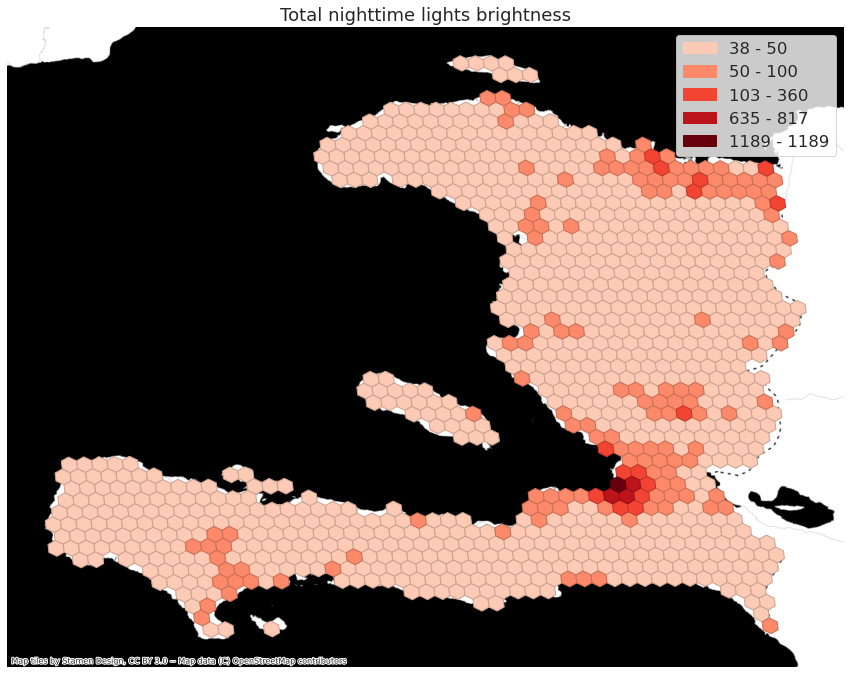 Total nighttime lights brightness
38 - 50
50 - 100
103 - 360
635 - 817
1189 - 1189
Map tiles by Stamen Design, CC BY 3.0 -- Map data (C) OpenStreetMap contributors